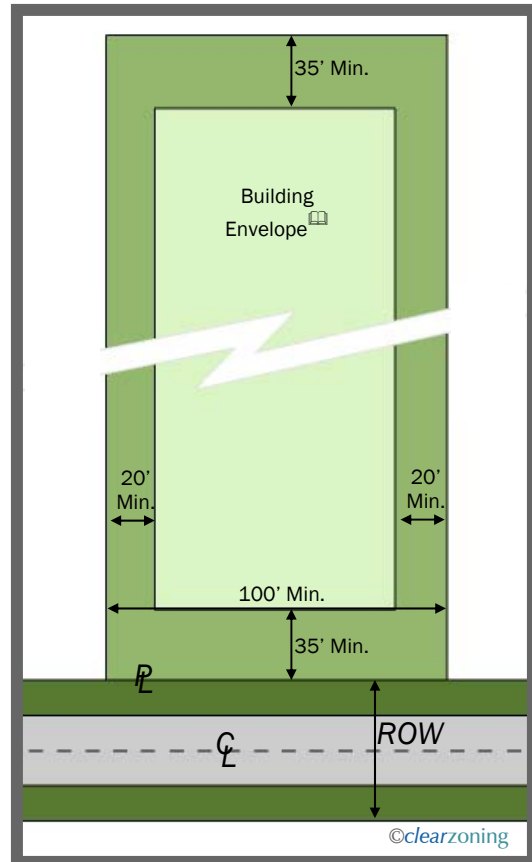 35’ Min.
Building
Envelope
20’
Min.
20’
Min.
100’ Min.
35’ Min.
PL
CL
ROW
©clearzoning